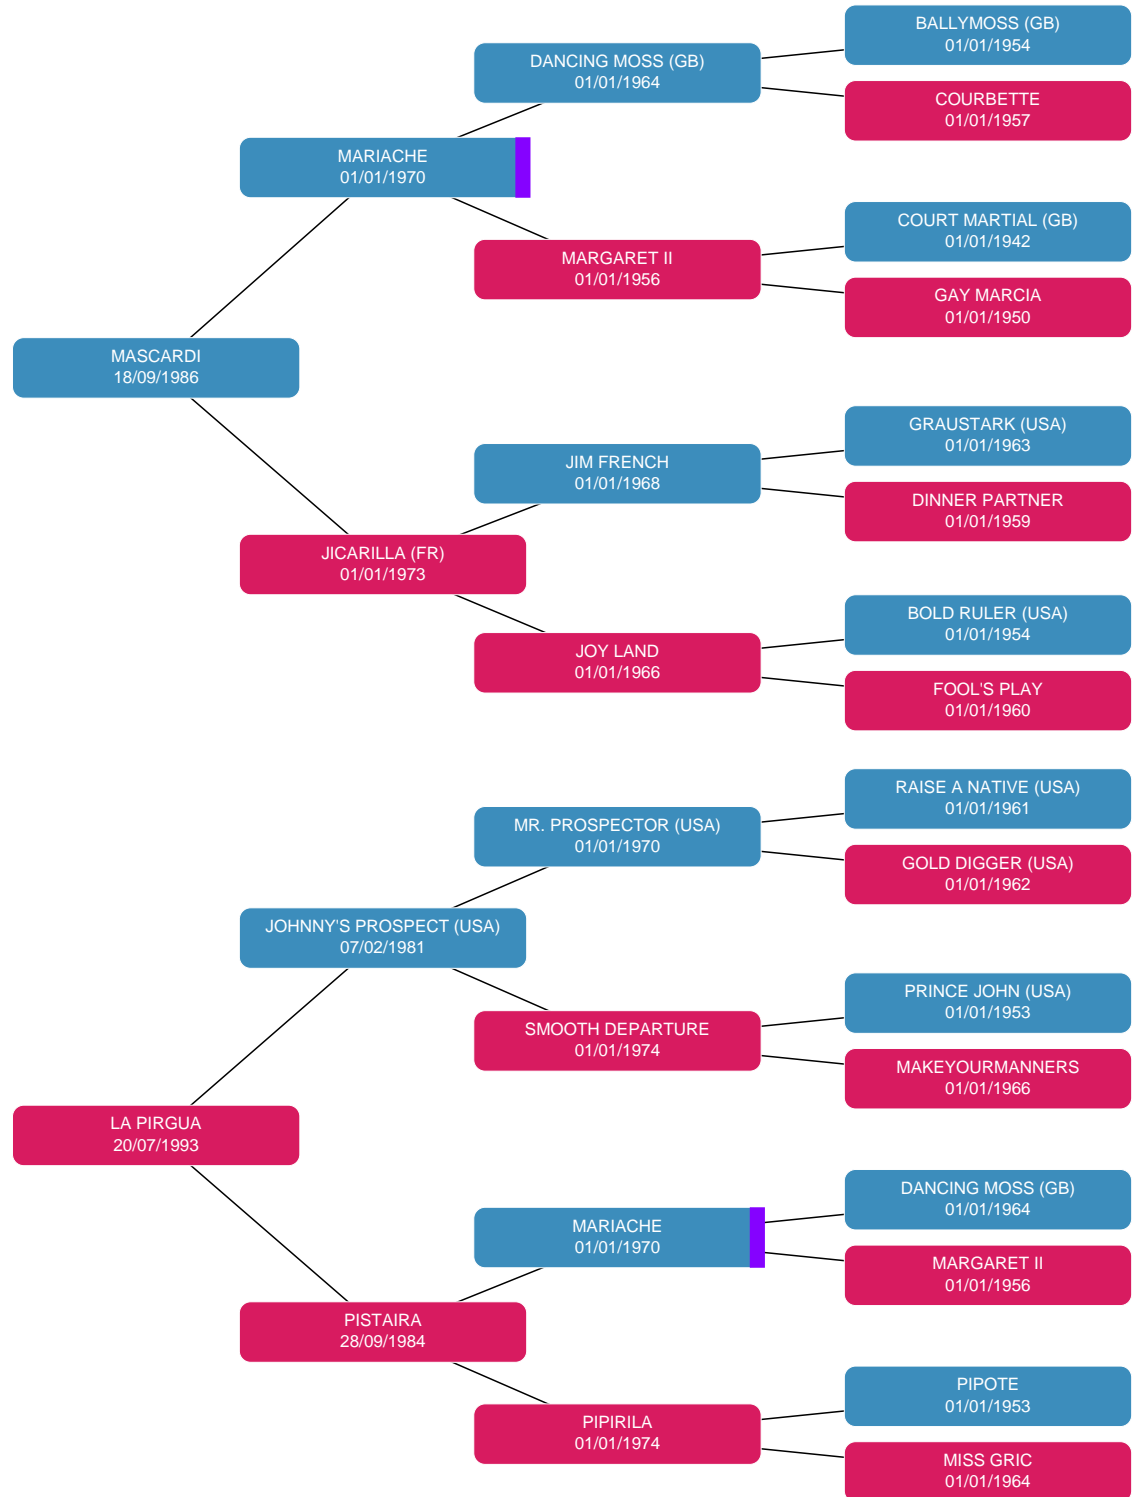 BALLYMOSS (GB)
01/01/1954
DANCING MOSS (GB)
01/01/1964
COURBETTE
01/01/1957
MARIACHE
01/01/1970
COURT MARTIAL (GB)
01/01/1942
MARGARET II
01/01/1956
GAY MARCIA
01/01/1950
MASCARDI
18/09/1986
GRAUSTARK (USA)
01/01/1963
JIM FRENCH
01/01/1968
DINNER PARTNER
01/01/1959
JICARILLA (FR)
01/01/1973
BOLD RULER (USA)
01/01/1954
JOY LAND
01/01/1966
FOOL'S PLAY
01/01/1960
RAISE A NATIVE (USA)
01/01/1961
MR. PROSPECTOR (USA)
01/01/1970
GOLD DIGGER (USA)
01/01/1962
JOHNNY'S PROSPECT (USA)
07/02/1981
PRINCE JOHN (USA)
01/01/1953
SMOOTH DEPARTURE
01/01/1974
MAKEYOURMANNERS
01/01/1966
LA PIRGUA
20/07/1993
DANCING MOSS (GB)
01/01/1964
MARIACHE
01/01/1970
MARGARET II
01/01/1956
PISTAIRA
28/09/1984
PIPOTE
01/01/1953
PIPIRILA
01/01/1974
MISS GRIC
01/01/1964